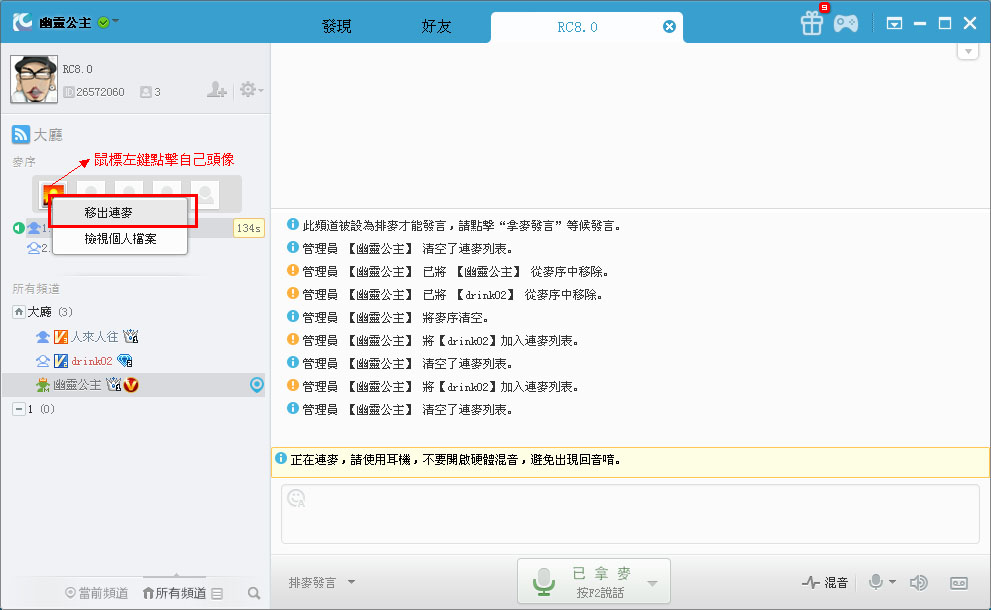 幽靈公主
發現
好友
RC8.0
9
RC8.0
ID 26572060
3
大廳
麥序
鼠標左鍵點擊自己頭像
移出連麥
檢視個人檔案
1.
134s
2.
所有頻道
大廳 (3)
人來人往
drink02
幽靈公主
1 (0)
當前頻道
所有頻道
此頻道被設為排麥才能發言，請點擊“拿麥發言”等候發言。
管理員 【幽靈公主】 清空了連麥列表。
管理員 【幽靈公主】 已將 【幽靈公主】 從麥序中移除。
管理員 【幽靈公主】 已將 【drink02】 從麥序中移除。
管理員 【幽靈公主】 將麥序清空。
管理員 【幽靈公主】 將【drink02】加入連麥列表。
管理員 【幽靈公主】 清空了連麥列表。
管理員 【幽靈公主】 將【drink02】加入連麥列表。
管理員 【幽靈公主】 清空了連麥列表。
正在連麥，請使用耳機，不要開啟硬體混音，避免出現回音唷。
排麥發言
已拿麥
按F2說話
混音